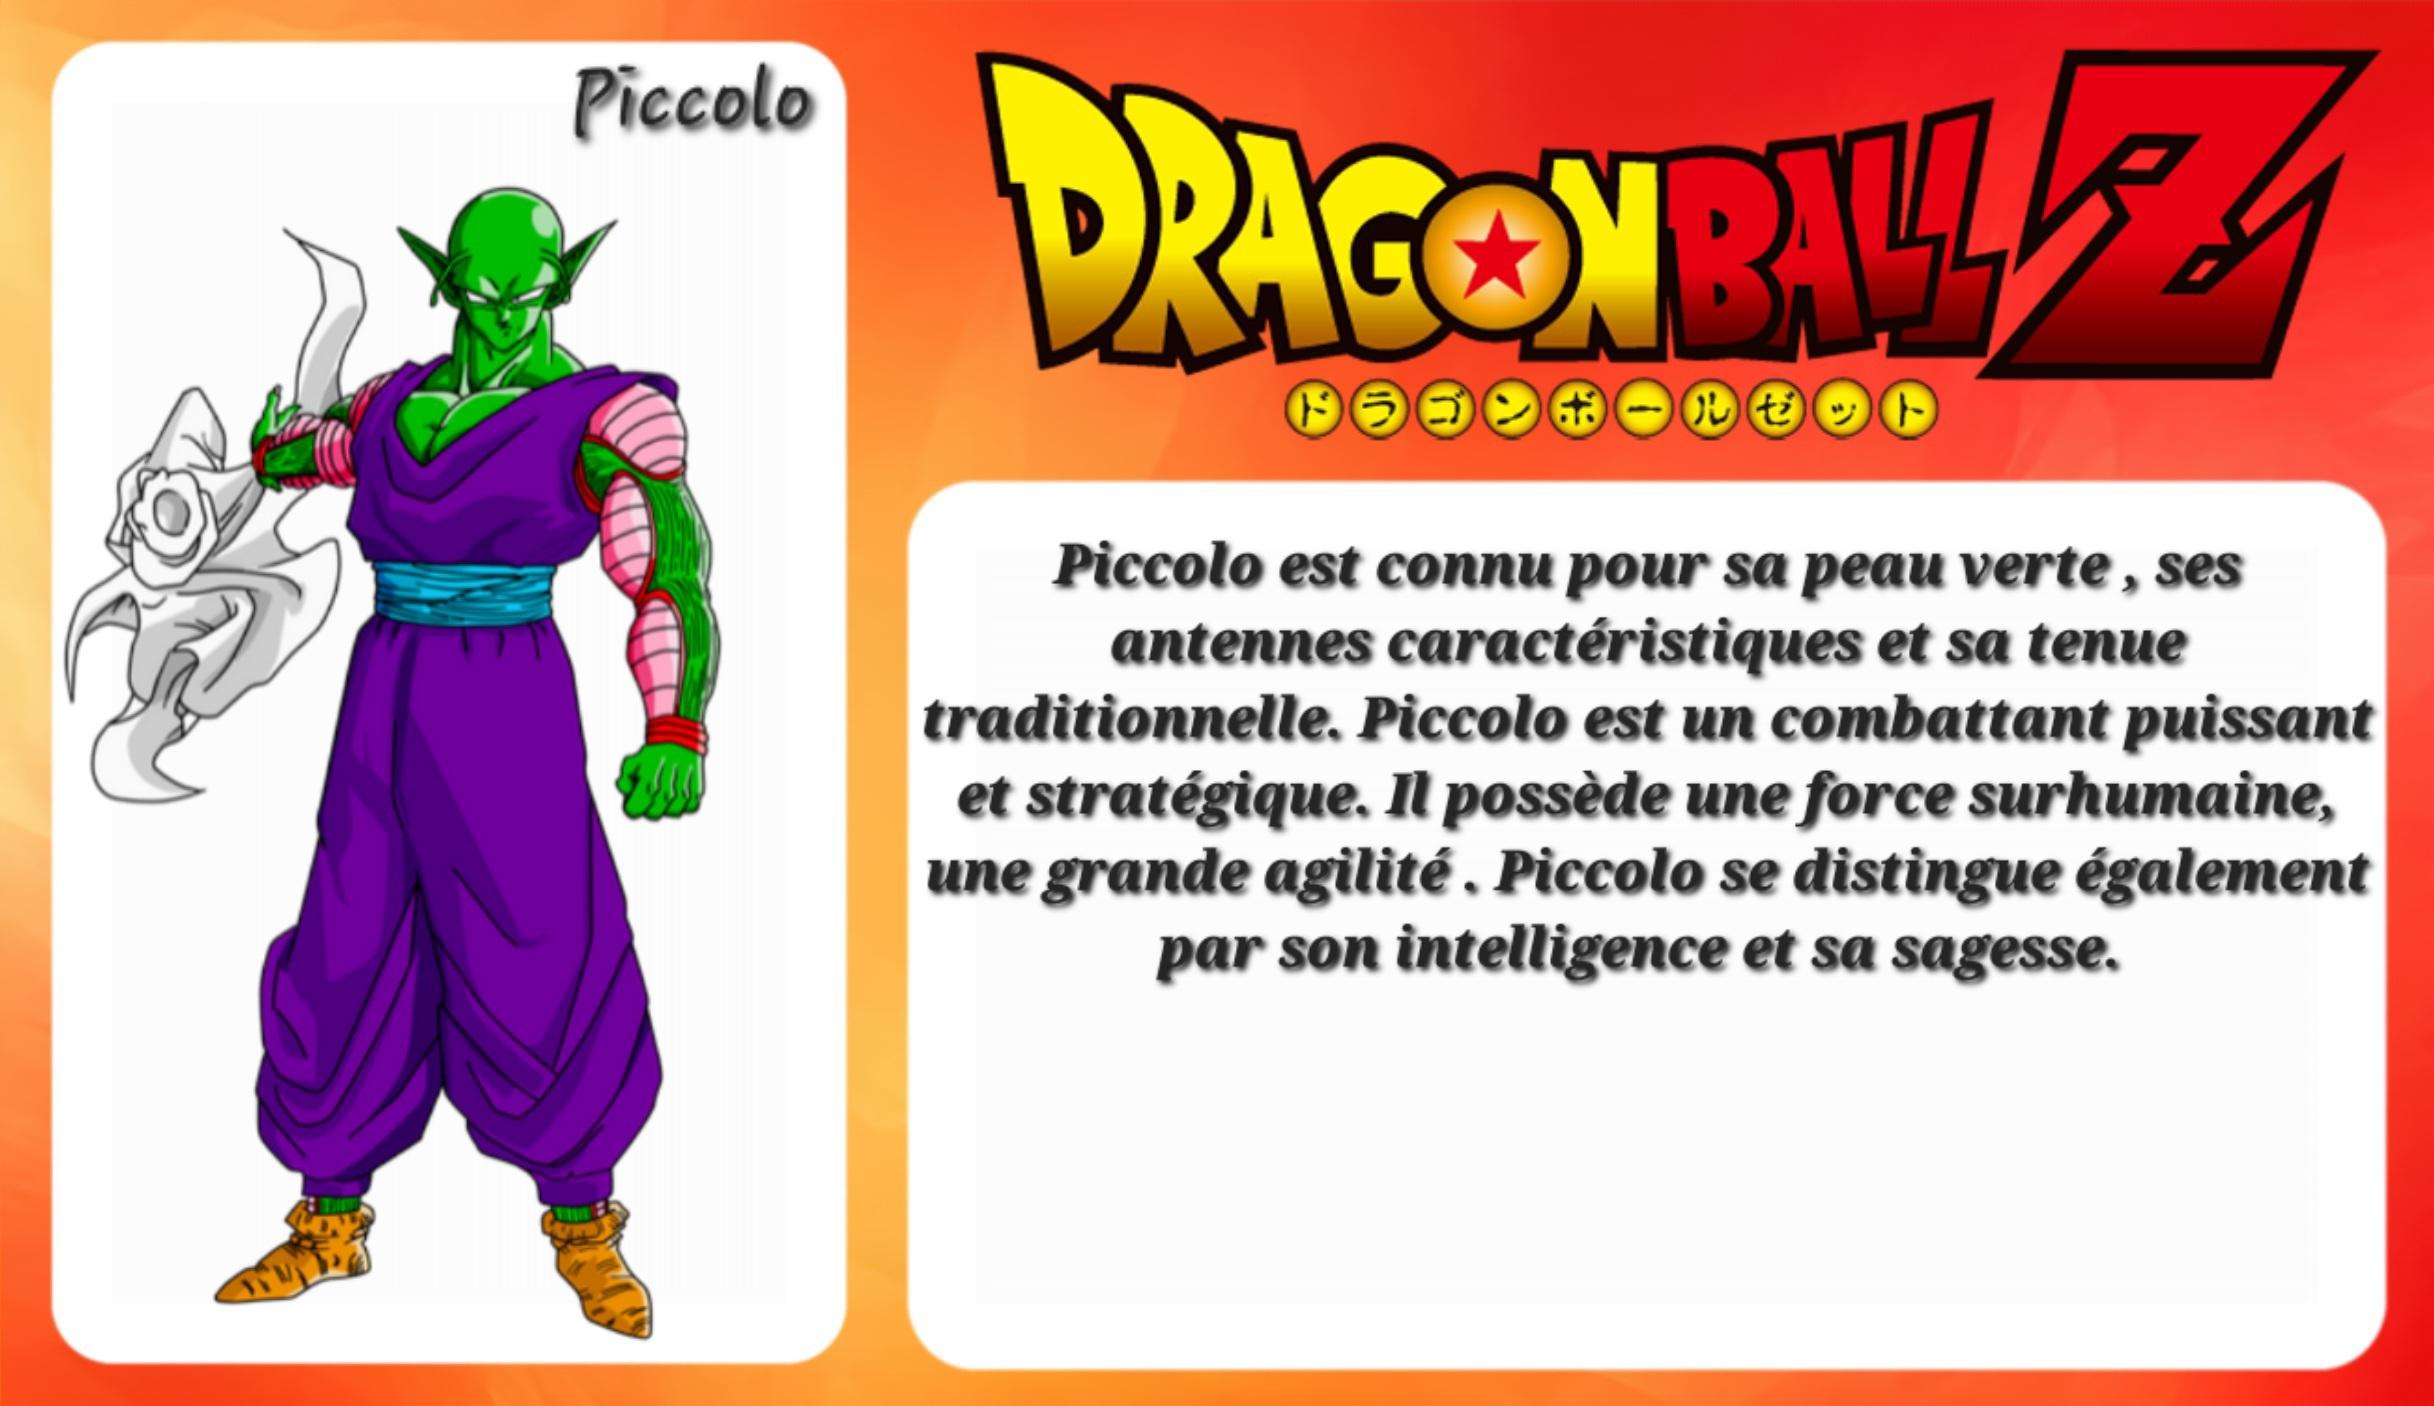 Piccolo
DRAGONBALL Z
ドラゴンボールゼット
Piccolo est connu pour sa peau verte , ses
antennes caractéristiques et sa tenue
traditionnelle. Piccolo est un combattant puissant
et stratégique. Il possède une force surhumaine,
une grande agilité . Piccolo se distingue également
par son intelligence et sa sagesse.